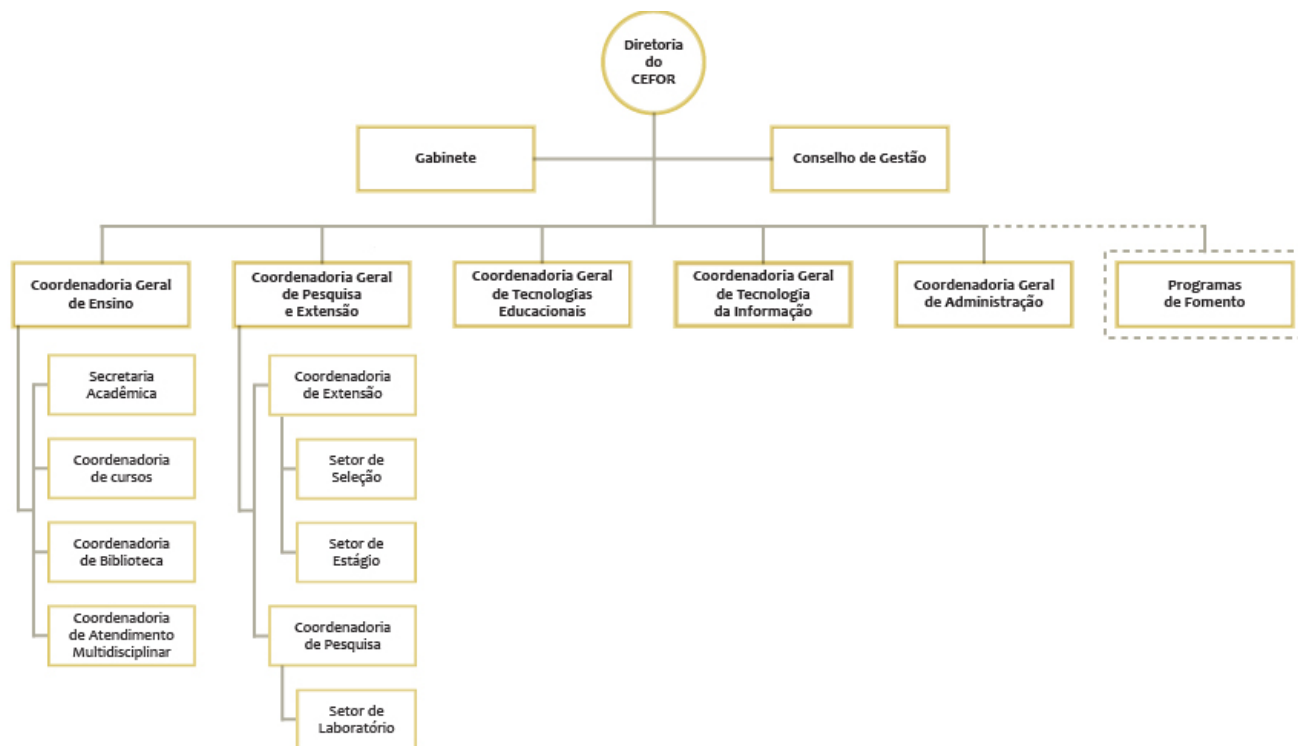 Diretoria
do
CEFOR
Gabinete
Conselho de Gestão
Coordenadoria Geral
de Ensino
Coordenadoria Geral
de Pesquisa
e Extensão
Coordenadoria Geral
de Tecnologias
Educacionais
Coordenadoria Geral
de Tecnologia
da Informação
Coordenadoria Geral
de Administração
Programas
de Fomento
Secretaria
Acadêmica
Coordenadoria
de cursos
Coordenadoria
de Biblioteca
Coordenadoria
de Atendimento
Multidisciplinar
Coordenadoria
de Extensão
Setor de
Seleção
Setor de
Estágio
Coordenadoria
de Pesquisa
Setor de
Laboratório